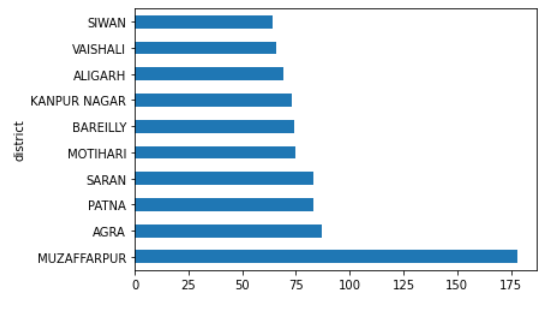 SIWAN
VAISHALI
ALIGARH
KANPUR NAGAR
BAREILLY
MOTIHARI
SARAN
PATNA
AGRA
MUZAFFARPUR
district
0 25 50 75 100 125 150 175